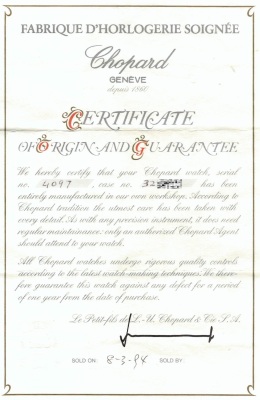 FABRIQUE D'HORLOGERIE SOIGNÉE
Chopard
GENÈVE
depuis 1860
CERTIFICATE
OF ORIGIN AND GUARANTEE
We hereby certify that your Chopard watch, serial
no. 4097 , case no. 32 has been
entirely manufactured in our own workshop. According to
Chopard tradition the utmost care has been taken with
every detail. As with any precision instrument, it does need
regular maintenance: only an authorized Chopard Agent
should attend to your watch.
All Chopard watches undergo rigorous quality controls
according to the latest watch-making techniques. We there-
fore guarantee this watch against any defect for a period
of one year from the date of purchase.
Le Petit-fils de L.-U. Chopard & Cie S.A.
SOLD ON: 8-3-94 SOLD BY: